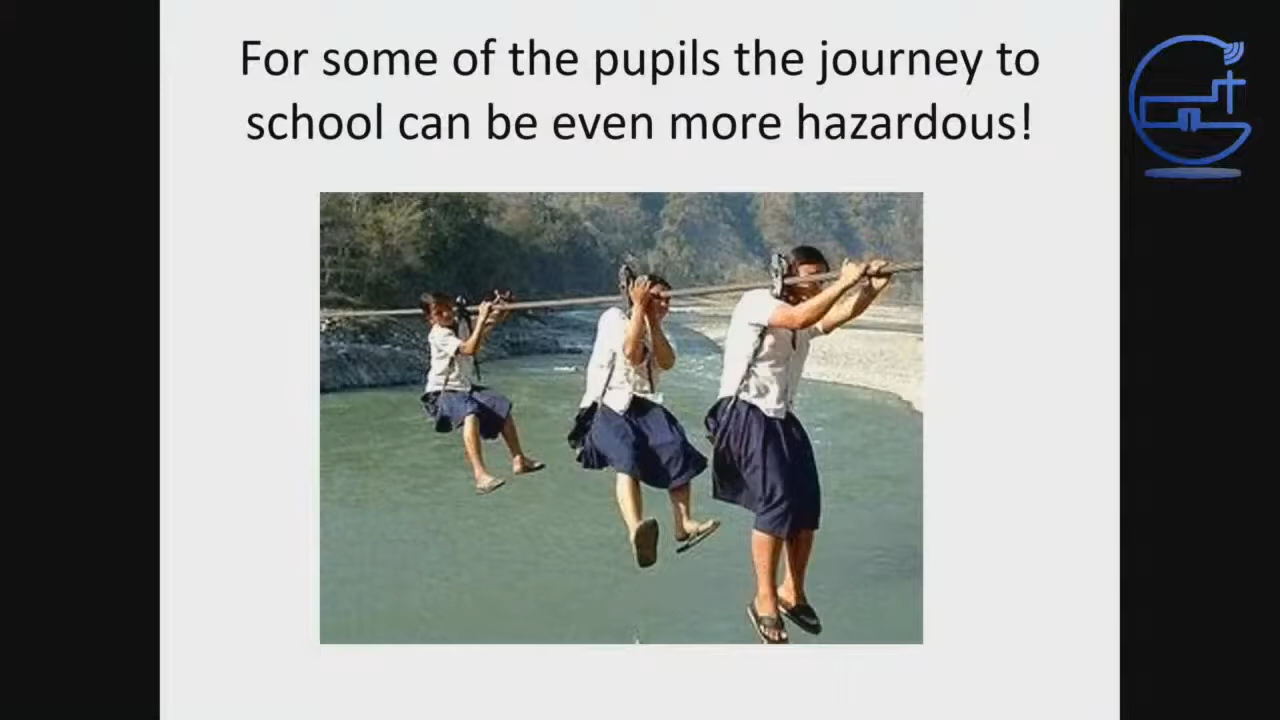 For some of the pupils the journey to
school can be even more hazardous!